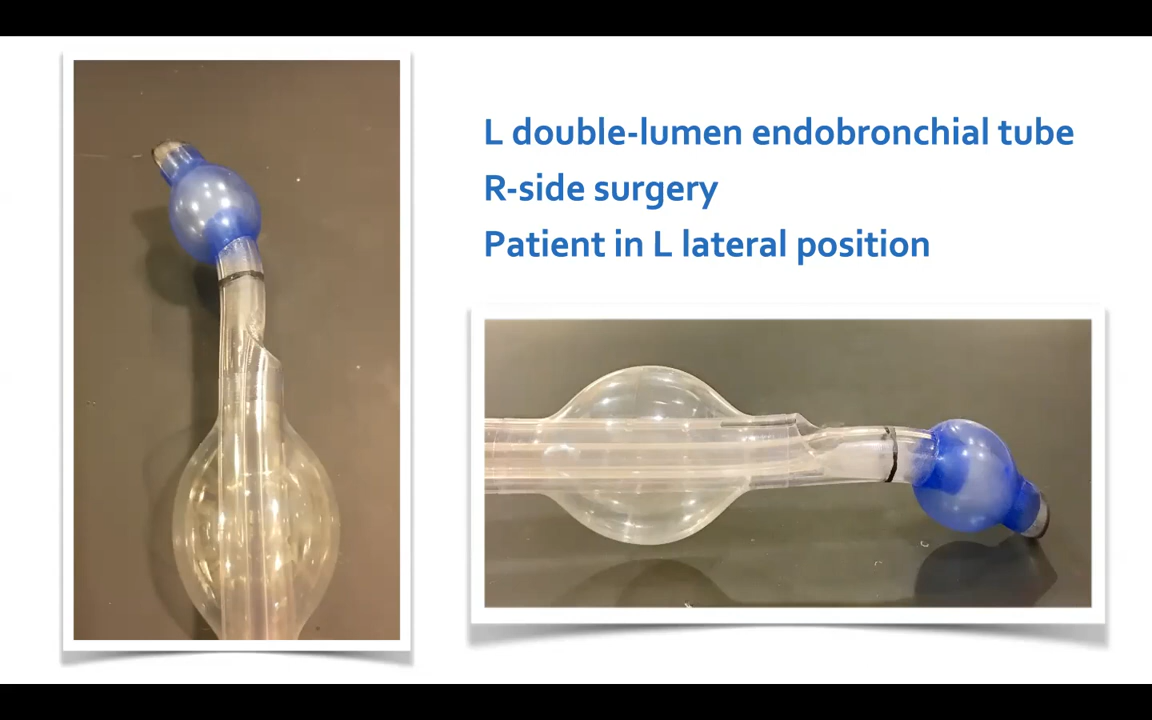 L double-lumen endobronchial tube
R-side surgery
Patient in L lateral position